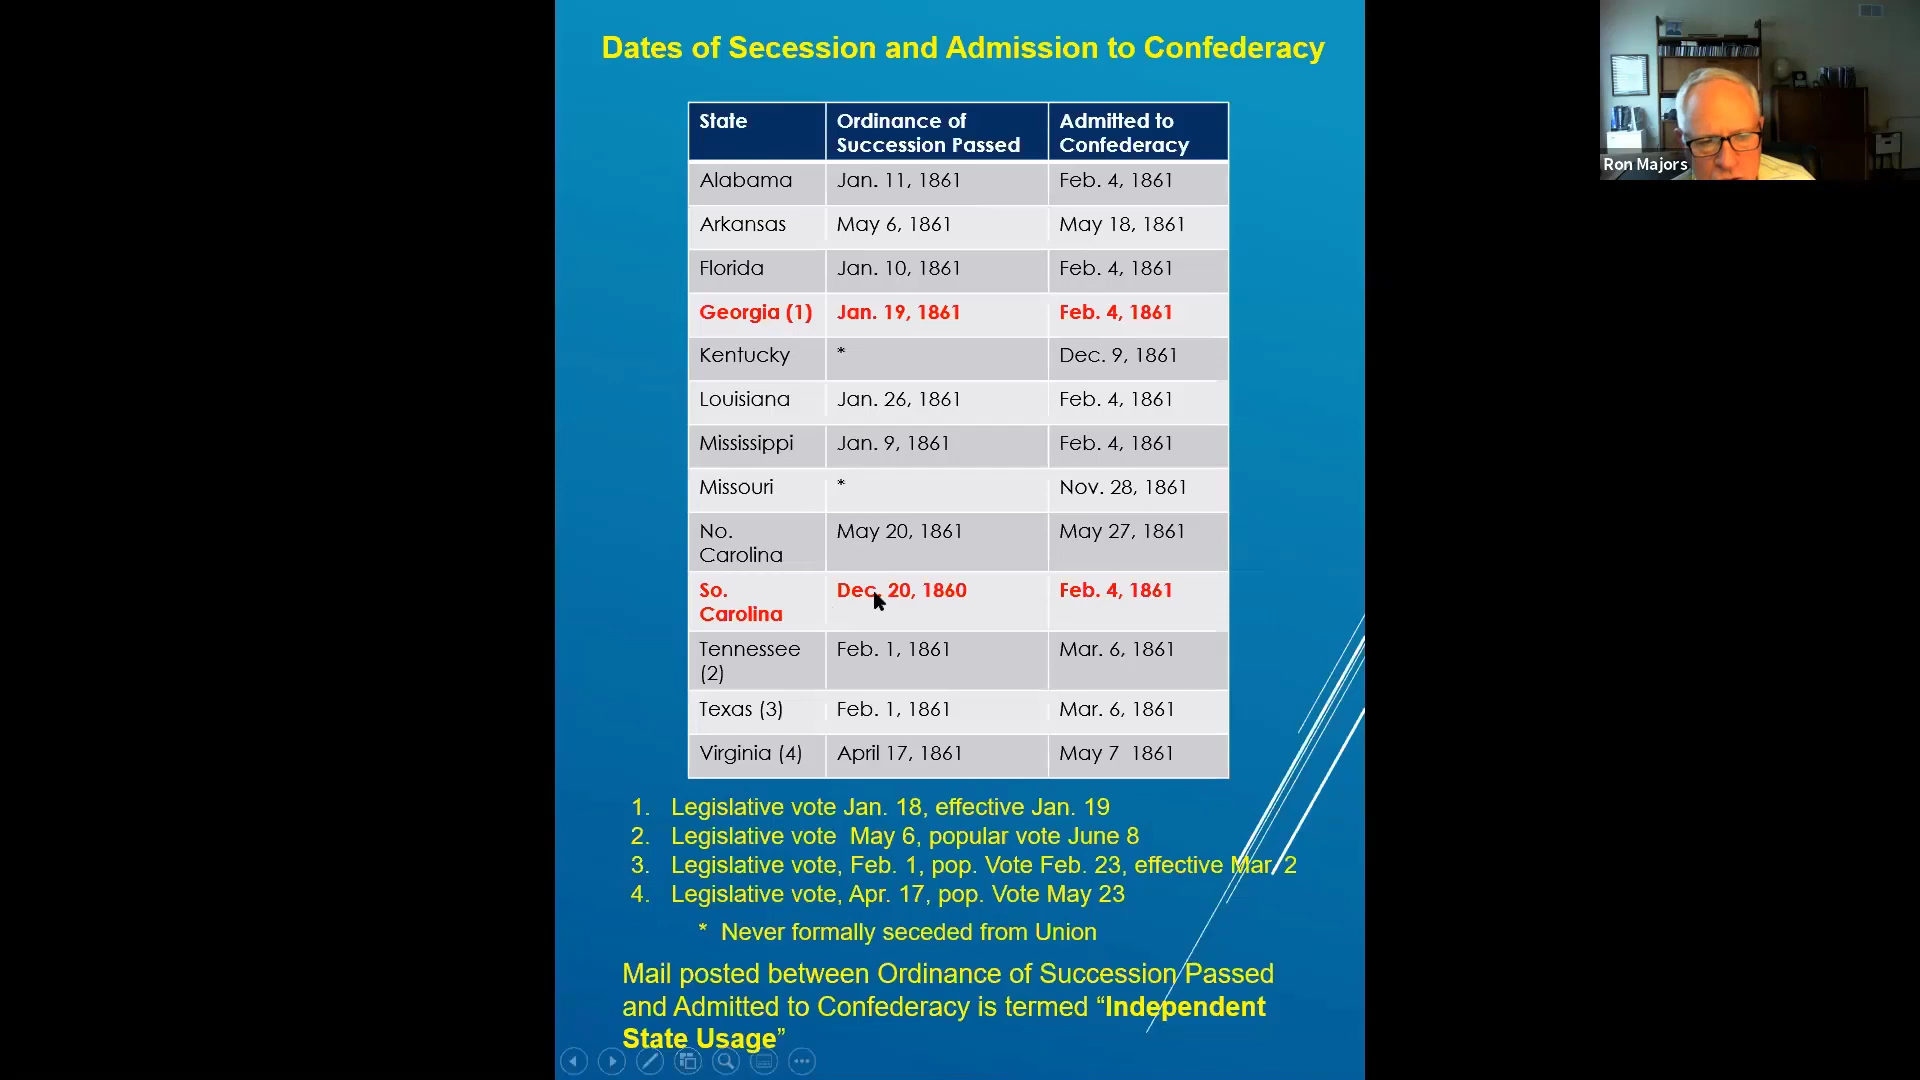 Dates of Secession and Admission to Confederacy
State
Ordinance of
Succession Passed
Admitted to
Confederacy
Alabama
Jan. 11, 1861
Feb. 4, 1861
Arkansas
May 6, 1861
May 18, 1861
Florida
Jan. 10, 1861
Feb. 4, 1861
Georgia (1)
Jan. 19, 1861
Feb. 4, 1861
Kentucky
*
Dec. 9, 1861
Louisiana
Jan. 26, 1861
Feb. 4, 1861
Mississippi
Jan. 9, 1861
Feb. 4, 1861
Missouri
*
Nov. 28, 1861
No.
Carolina
May 20, 1861
May 27, 1861
So.
Carolina
Dec. 20, 1860
Feb. 4, 1861
Tennessee
(2)
Feb. 1, 1861
Mar. 6, 1861
Texas (3)
Feb. 1, 1861
Mar. 6, 1861
Virginia (4)
April 17, 1861
May 7 1861
1. Legislative vote Jan. 18, effective Jan. 19
2. Legislative vote May 6, popular vote June 8
3. Legislative vote, Feb. 1, pop. Vote Feb. 23, effective Mar. 2
4. Legislative vote, Apr. 17, pop. Vote May 23
* Never formally seceded from Union
Mail posted between Ordinance of Succession Passed
and Admitted to Confederacy is termed “Independent
State Usage”
Ron Majors